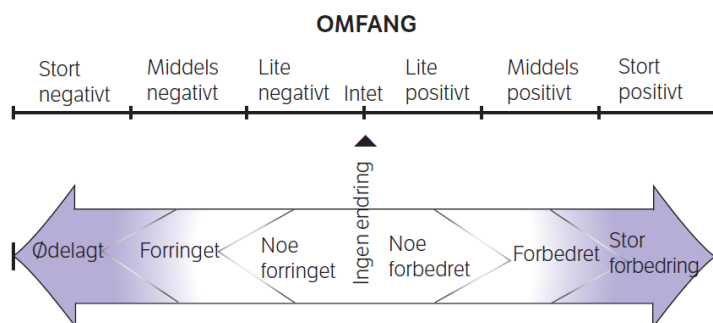 OMFANG
Stort negativt
Middels negativt
Lite negativt
Intet
Lite positivt
Middels positivt
Stort positivt
Ødelagt
Forringet
Noe forringet
Ingen endring
Noe forbedret
Forbedret
Stor forbedring